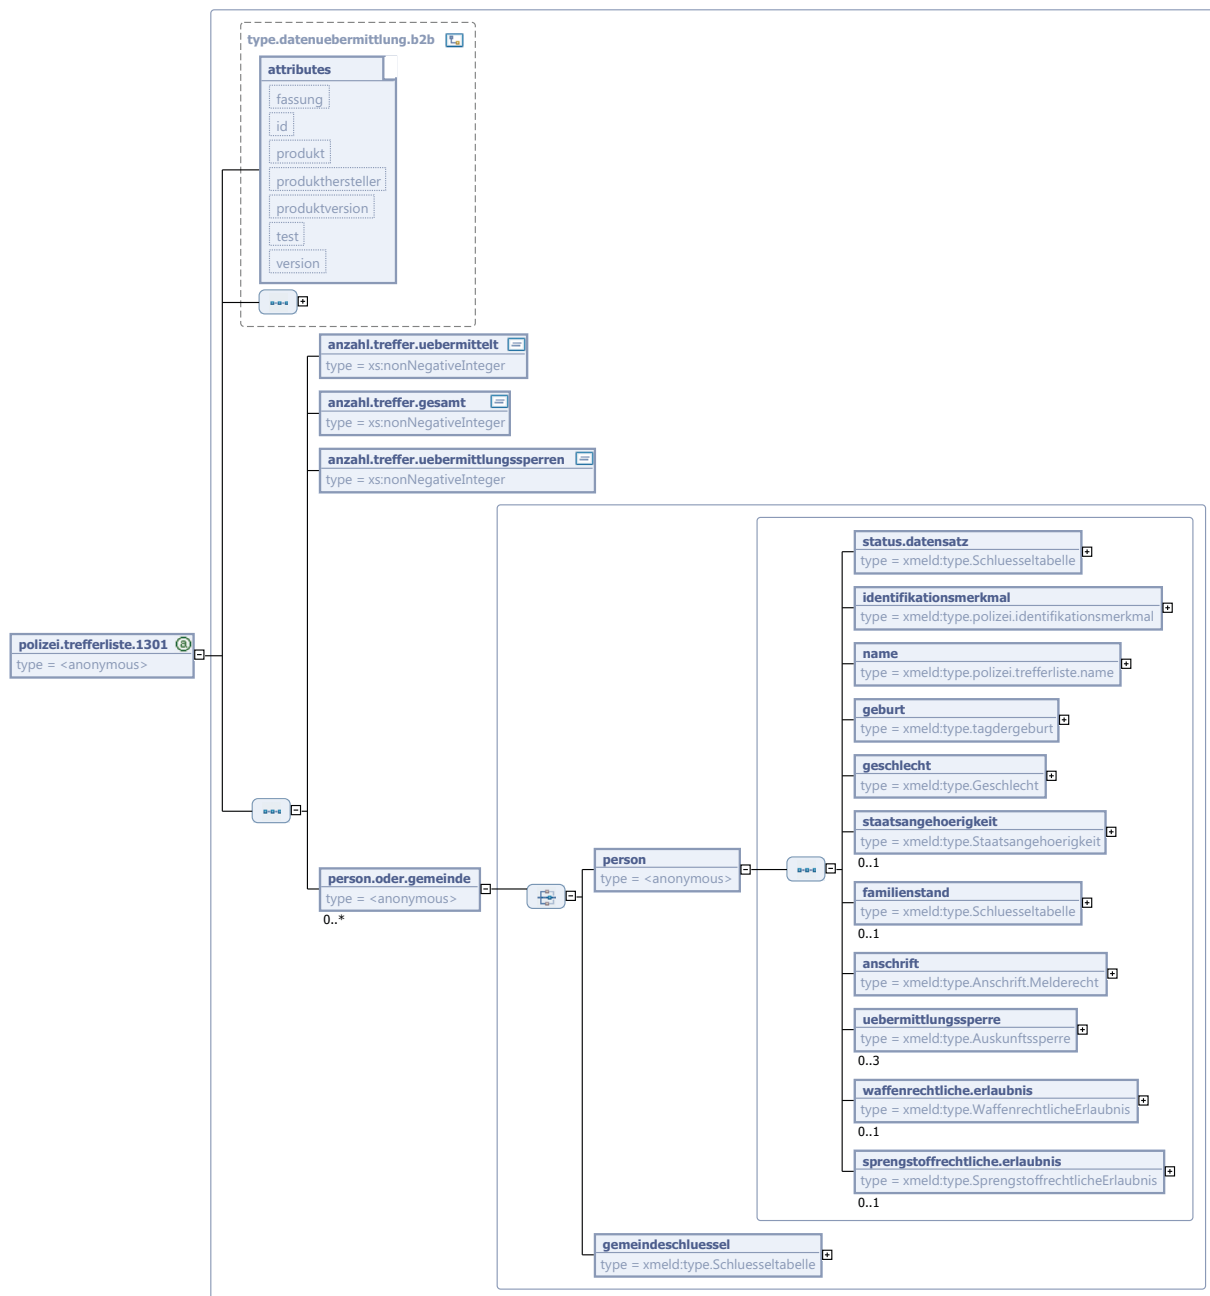 type.datenuebermittlung.b2b
attributes
fassung
id
produkt
produkthersteller
produktversion
test
version
anzahl.treffer.uebermittelt
type = xs:nonNegativeInteger
anzahl.treffer.gesamt
type = xs:nonNegativeInteger
anzahl.treffer.uebermittlungssperren
type = xs:nonNegativeInteger
polizei.trefferliste.1301 @
type = <anonymous>
person.oder.gemeinde
type = <anonymous>
0..*
person
type = <anonymous>
status.datensatz
type = xmeld:type.Schluesseltabelle
identifikationsmerkmal
type = xmeld:type.polizei.identifikationsmerkmal
name
type = xmeld:type.polizei.trefferliste.name
geburt
type = xmeld:type.tagdergeburt
geschlecht
type = xmeld:type.Geschlecht
staatsangehoerigkeit
type = xmeld:type.Staatsangehoerigkeit
0..1
familienstand
type = xmeld:type.Schluesseltabelle
0..1
anschrift
type = xmeld:type.Anschrift.Melderecht
uebermittlungssperre
type = xmeld:type.Auskunftssperre
0..3
waffenrechtliche.erlaubnis
type = xmeld:type.WaffenrechtlicheErlaubnis
0..1
sprengstoffrechtliche.erlaubnis
type = xmeld:type.SprengstoffrechtlicheErlaubnis
0..1
gemeindeschluessel
type = xmeld:type.Schluesseltabelle